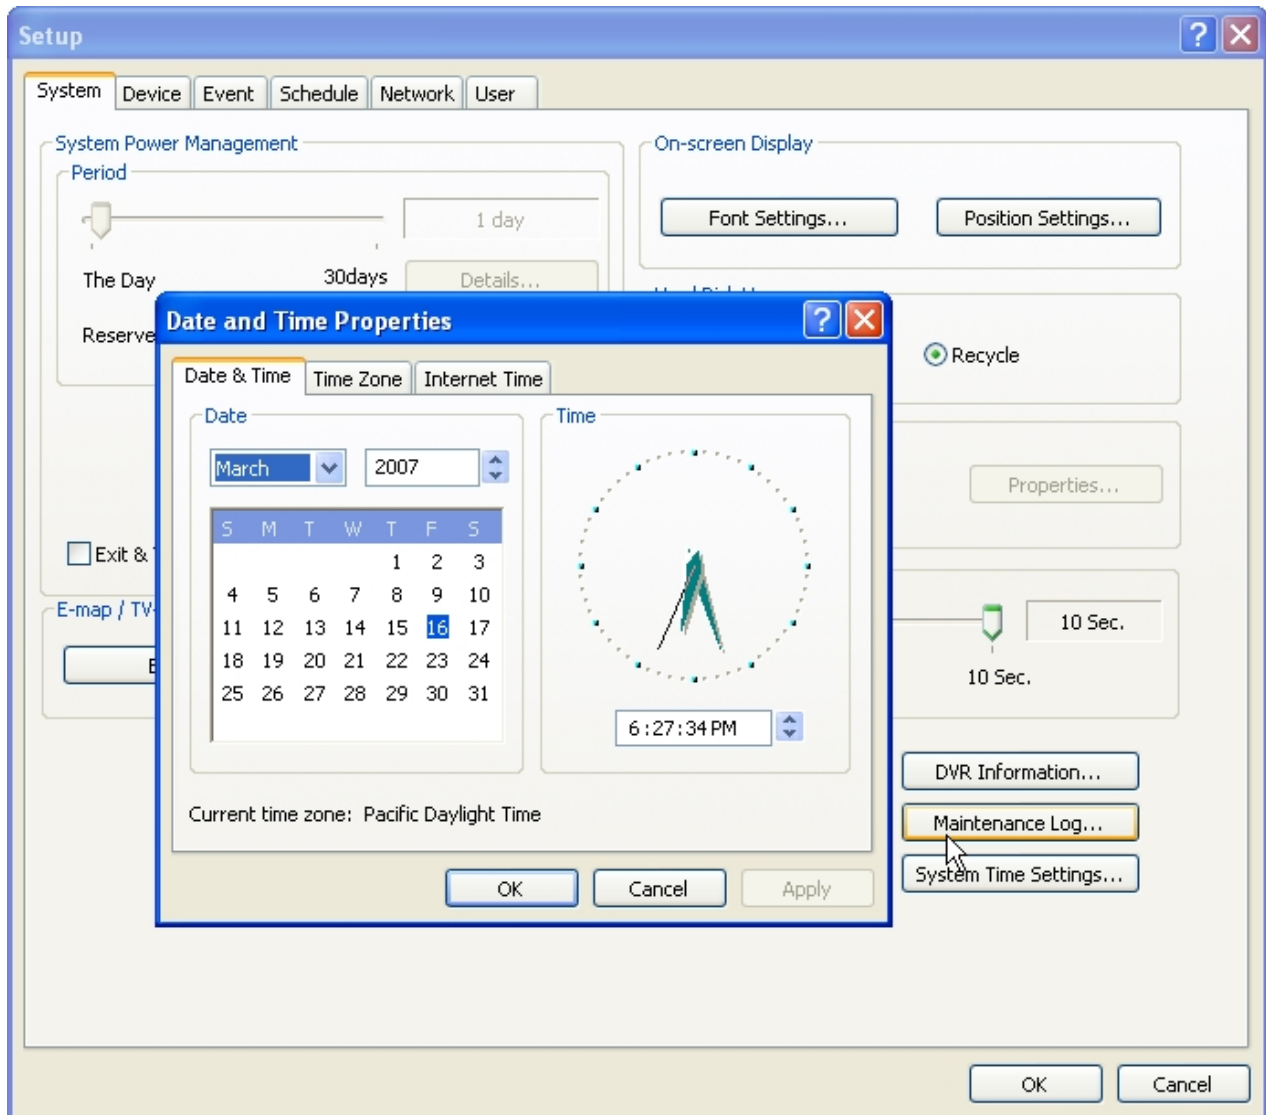 Setup
System Device Event Schedule Network User
System Power Management
Period
1 day
The Day 30days Details...
Reserve
Exit &
E-map / TV-
On-screen Display
Font Settings... Position Settings...
Recycle
Properties...
10 Sec.
10 Sec.
DVR Information...
Maintenance Log...
System Time Settings...
OK Cancel
Date and Time Properties
Date & Time Time Zone Internet Time
Date
March 2007
S M T W T F S
1 2 3
4 5 6 7 8 9 10
11 12 13 14 15 16 17
18 19 20 21 22 23 24
25 26 27 28 29 30 31
Time
6:27:34 PM
Current time zone: Pacific Daylight Time
OK Cancel Apply